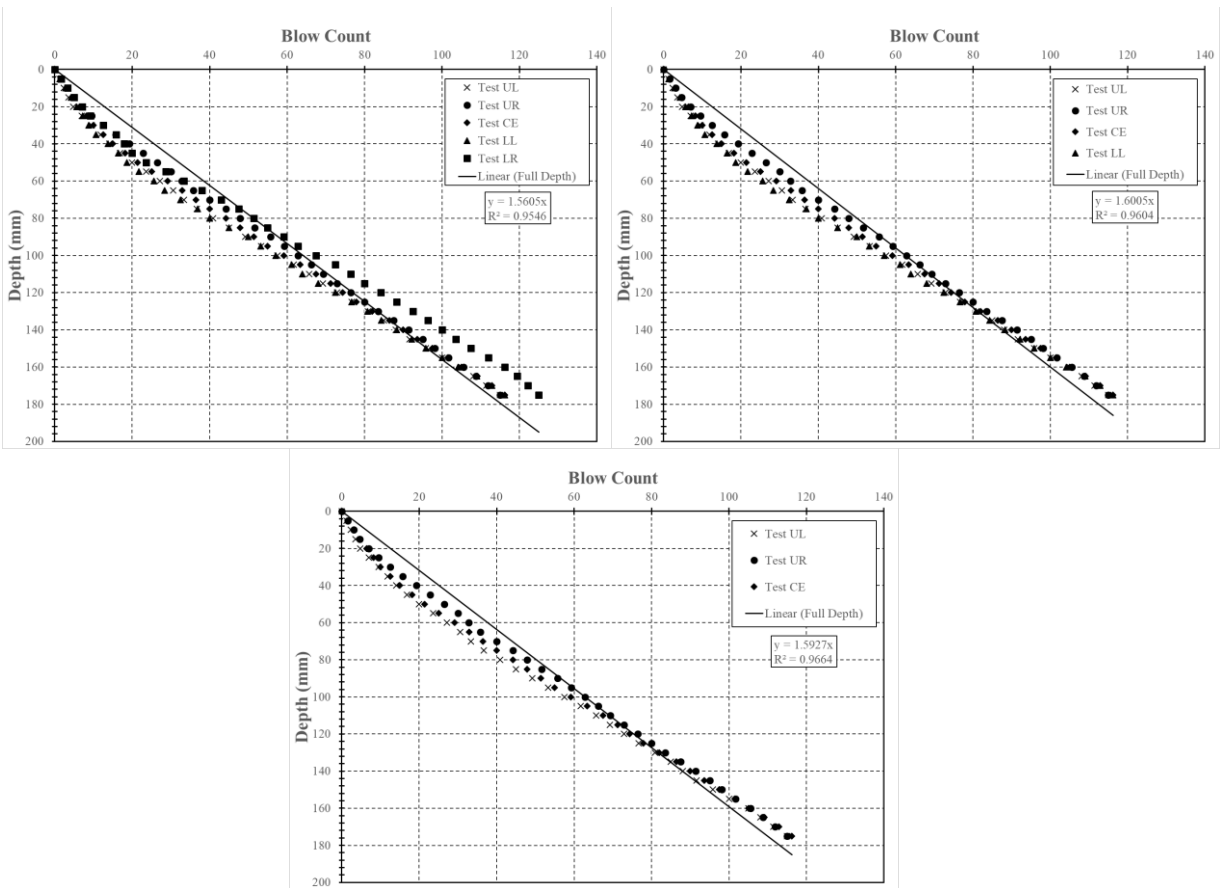 Blow Count
0 20 40 60 80 100 120 140
0
20
40
60
80
100
120
140
160
180
200
Depth (mm)
Test UL
Test UR
Test CE
Test LL
Test LR
Linear (Full Depth)
y = 1.5605x
R² = 0.9546
Blow Count
0 20 40 60 80 100 120 140
0
20
40
60
80
100
120
140
160
180
200
Depth (mm)
Test UL
Test UR
Test CE
Test LL
Linear (Full Depth)
y = 1.6005x
R² = 0.9604
Blow Count
0 20 40 60 80 100 120 140
0
20
40
60
80
100
120
140
160
180
200
Depth (mm)
Test UL
Test UR
Test CE
Linear (Full Depth)
y = 1.5927x
R² = 0.9664